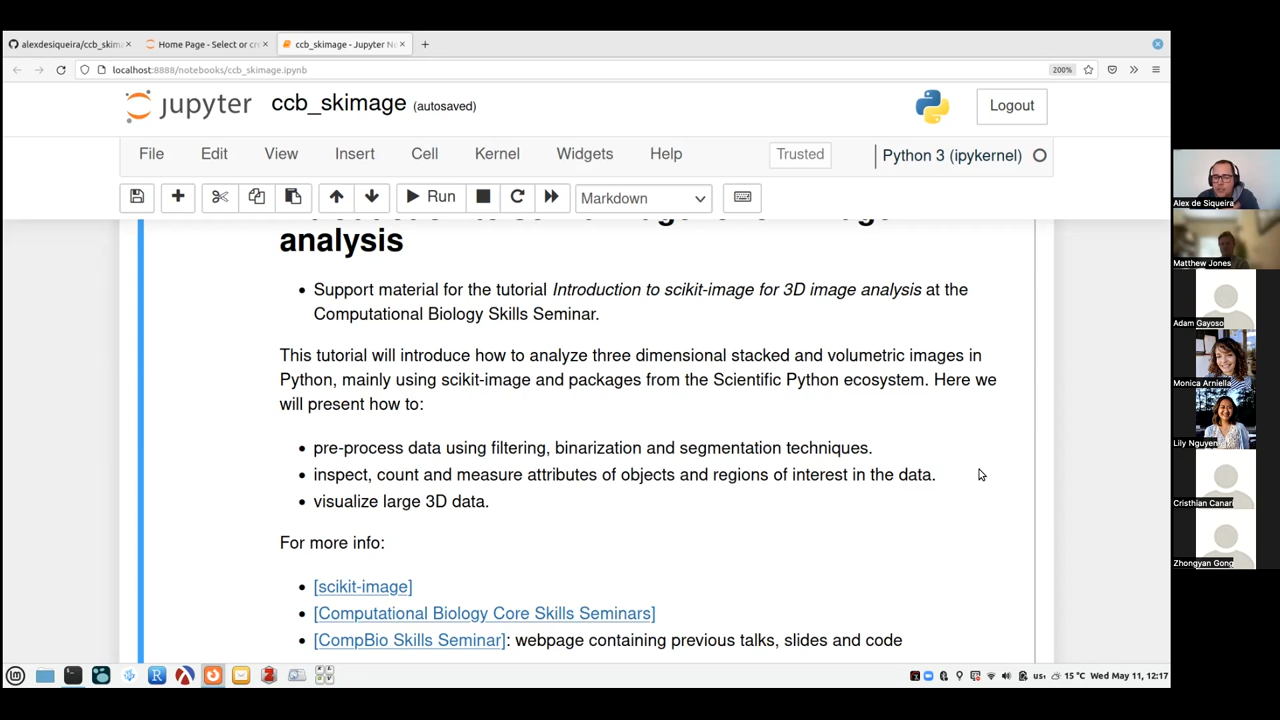 alexdesiqueira/ccb_skim
Home Page - Select or cre
ccb_skimage - Jupyter No
localhost:8888/notebooks/ccb_skimage.ipynb
200%
jupyter ccb_skimage (autosaved)
Logout
File Edit View Insert Cell Kernel Widgets Help
Trusted
Python 3 (ipykernel)
Run
Markdown
analysis
• Support material for the tutorial Introduction to scikit-image for 3D image analysis at the
Computational Biology Skills Seminar.
This tutorial will introduce how to analyze three dimensional stacked and volumetric images in
Python, mainly using scikit-image and packages from the Scientific Python ecosystem. Here we
will present how to:
• pre-process data using filtering, binarization and segmentation techniques.
• inspect, count and measure attributes of objects and regions of interest in the data.
• visualize large 3D data.
For more info:
• [scikit-image]
• [Computational Biology Core Skills Seminars]
• [CompBio Skills Seminar]: webpage containing previous talks, slides and code
us₁ 15 °C Wed May 11, 12:17
Alex de Siqueira
Matthew Jones
Adam Gayoso
Monica Arniella
Lily Nguyen
Cristhian Canari
Zhongyan Gong